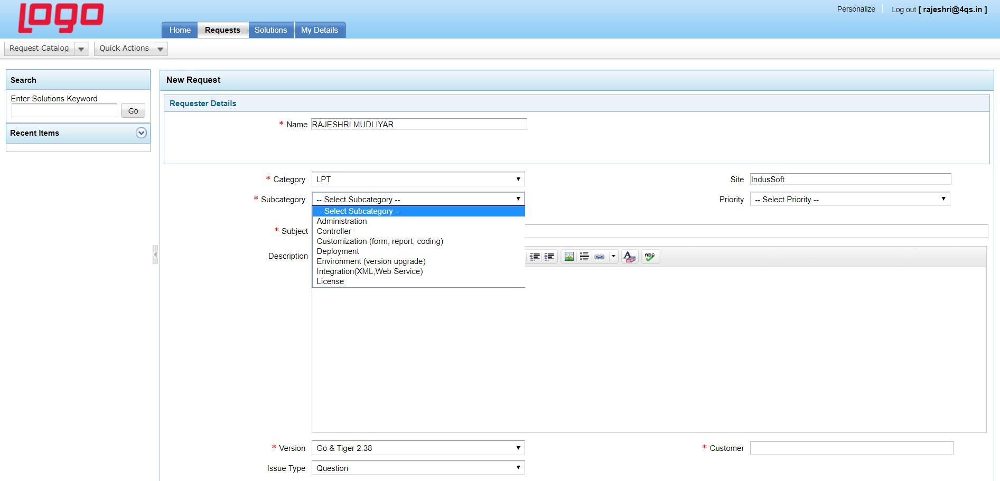 LOGO
Personalize
Log out [ rajeshri@4qs.in ]
Home
Requests
Solutions
My Details
Request Catalog
Quick Actions
Search
Enter Solutions Keyword
Go
Recent Items
New Request
Requester Details
* Name RAJESHRI MUDLIYAR
* Category LPT
Site IndusSoft
* Subcategory -- Select Subcategory --
Priority -- Select Priority --
-- Select Subcategory --
Administration
* Subject
Controller
Customization (form, report, coding)
Deployment
Description
Environment (version upgrade)
Integration(XML,Web Service)
License
ABC
* Version Go & Tiger 2.38
* Customer
Issue Type Question